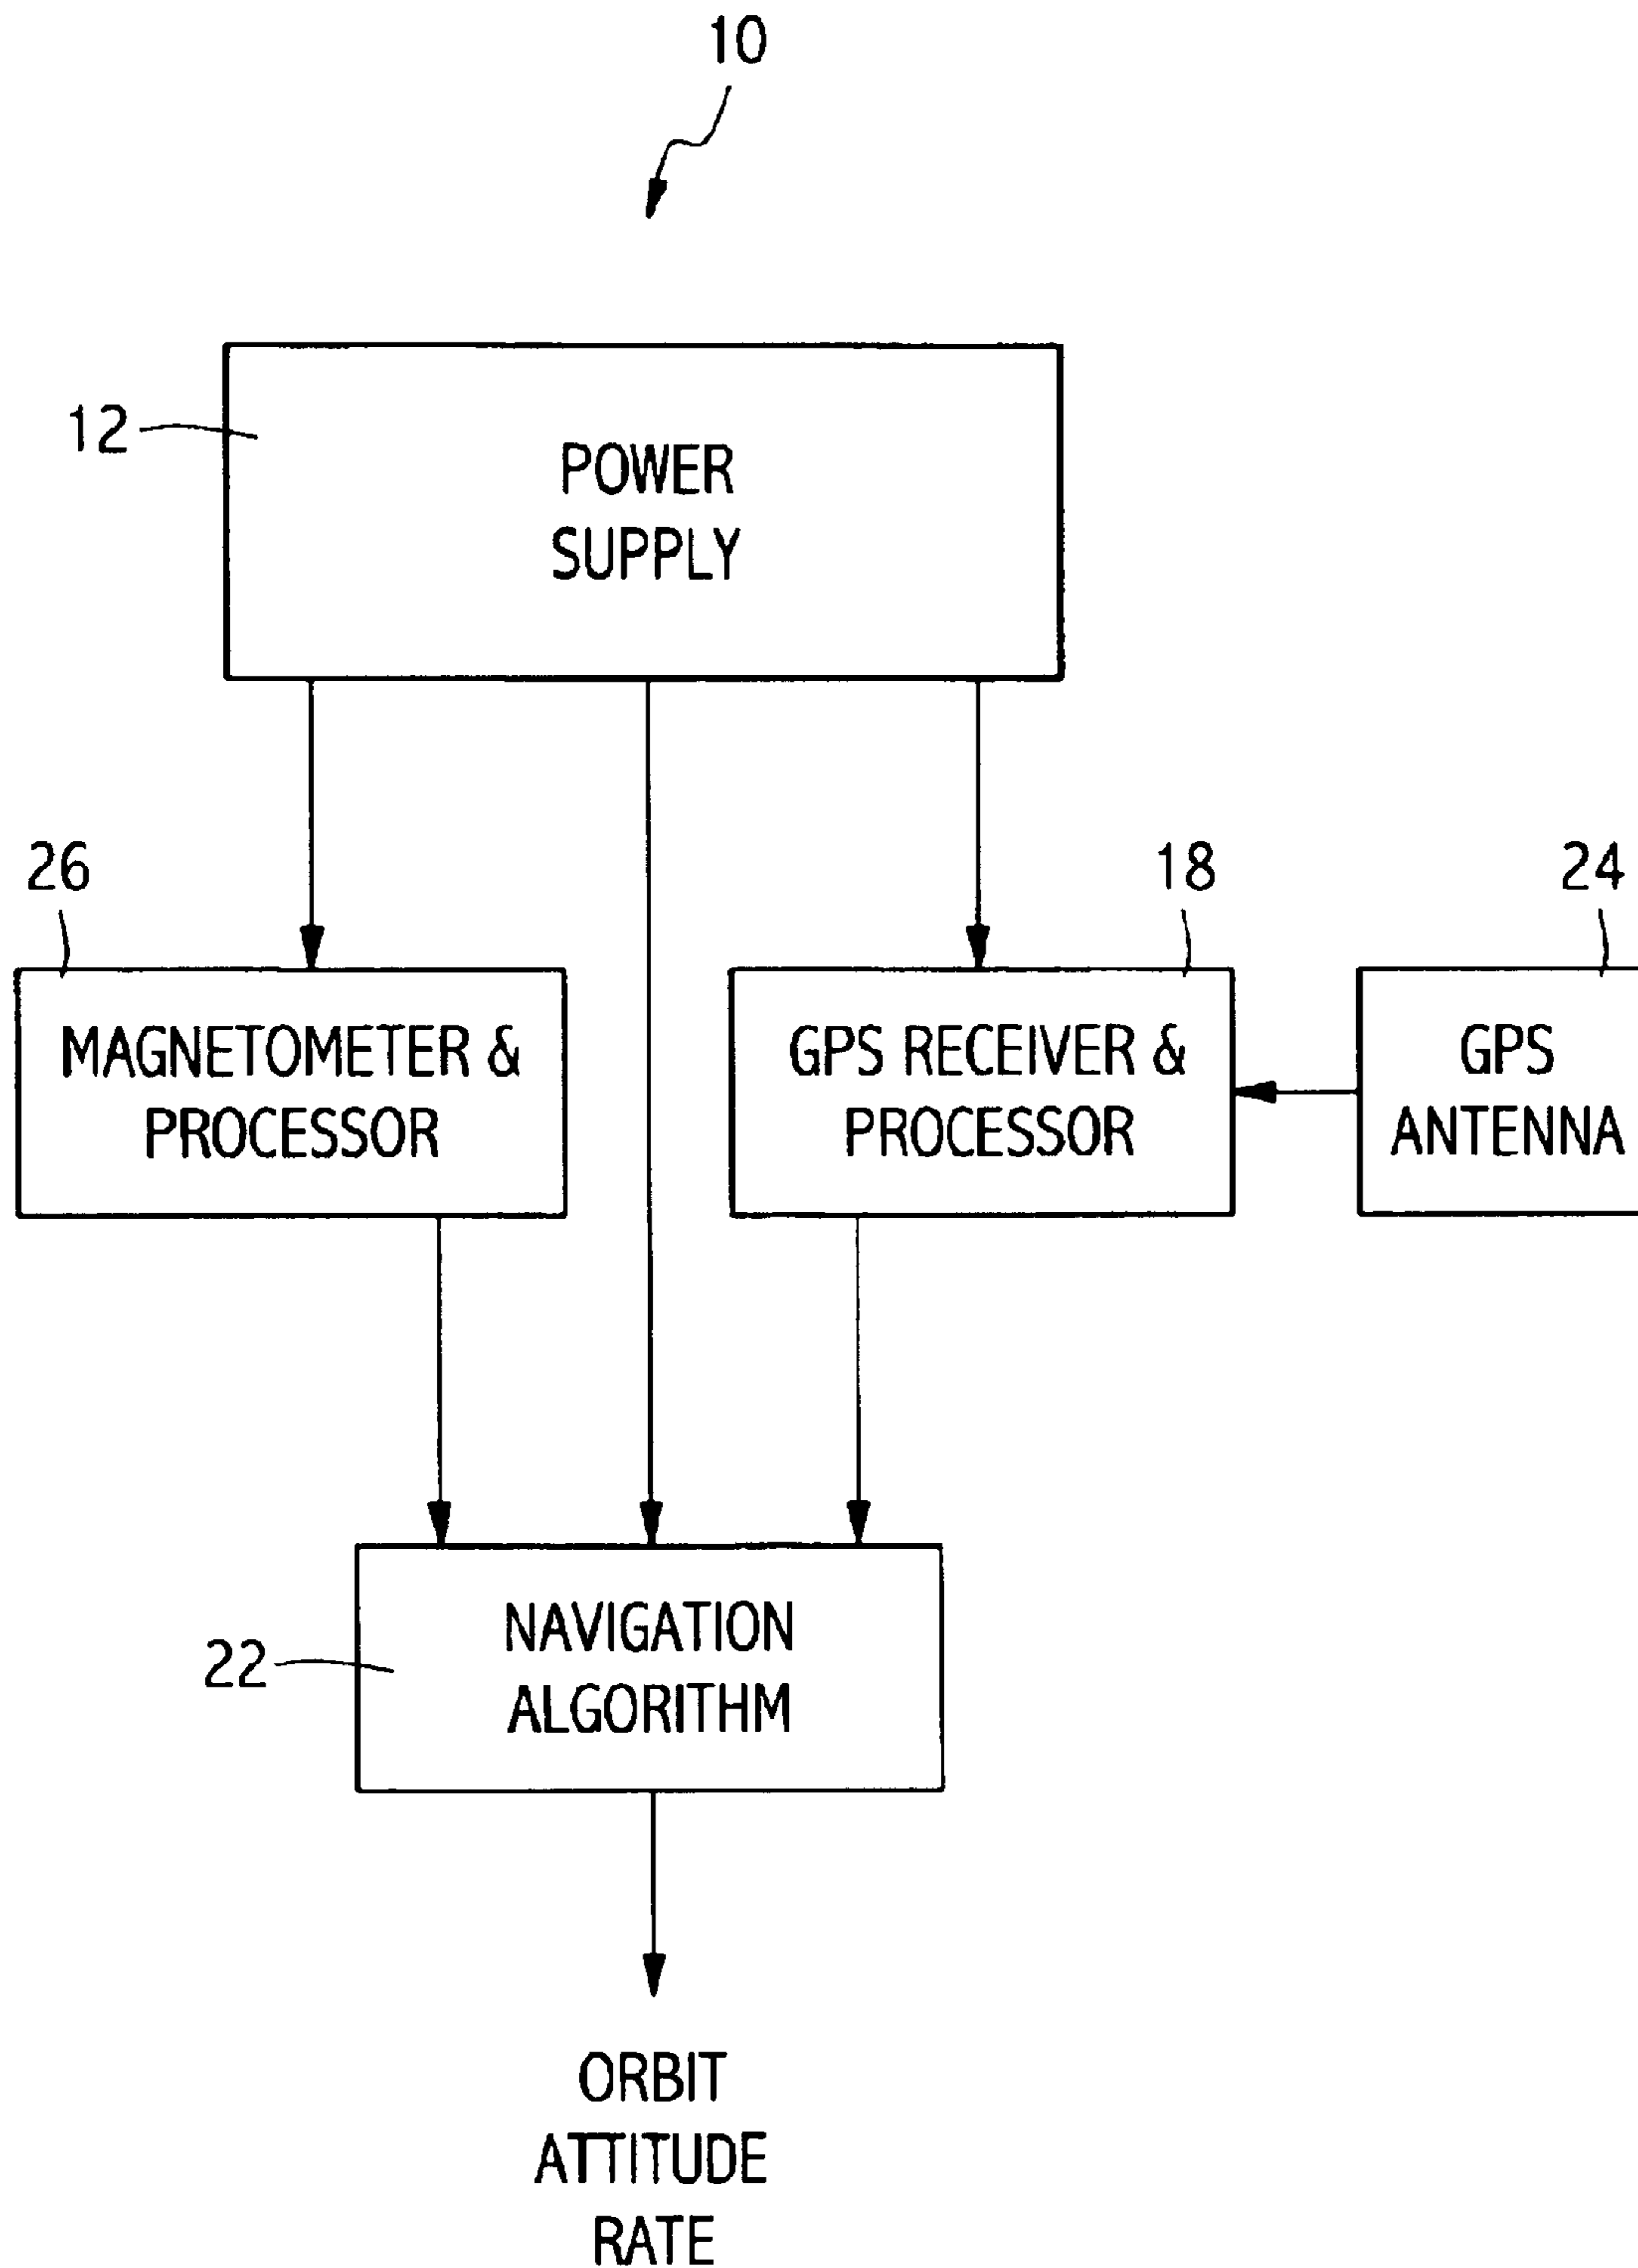 10
12
POWER
SUPPLY
26
18
24
MAGNETOMETER &
PROCESSOR
GPS RECEIVER &
PROCESSOR
GPS
ANTENNA
22
NAVIGATION
ALGORITHM
ORBIT
ATTITUDE
RATE